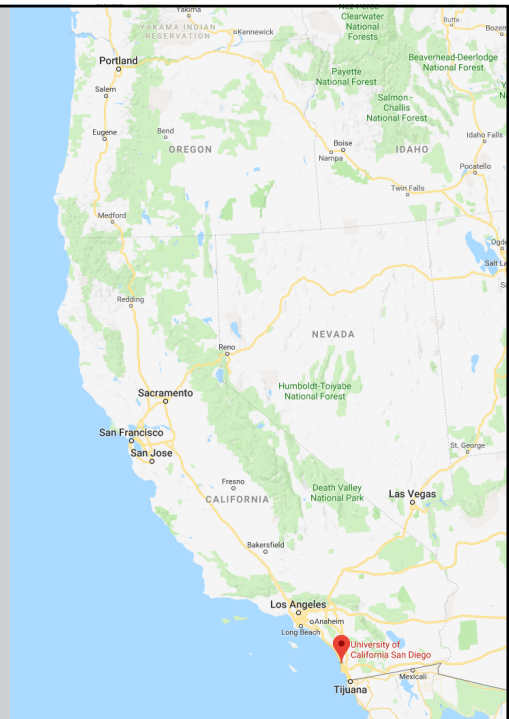 Yakima
YAKAMA INDIAN
RESERVATION
Kennewick
Nez Perce-
Clearwater
National
Forests
Butte
Portland
Beaverhead-Deerlodge
National Forest
Payette
National Forest
Salem
Salmon-
Challis
National Forest
Eugene
Bend
OREGON
Boise
Nampa
IDAHO
Idaho Falls
Pocatello
Twin Falls
Medford
Redding
NEVADA
Reno
Humboldt-Toiyabe
National Forest
Sacramento
San Francisco
San Jose
St. George
Fresno
CALIFORNIA
Death Valley
National Park
Las Vegas
Bakersfield
Los Angeles
Anaheim
Long Beach
University of
California San Diego
Mexicali
Tijuana